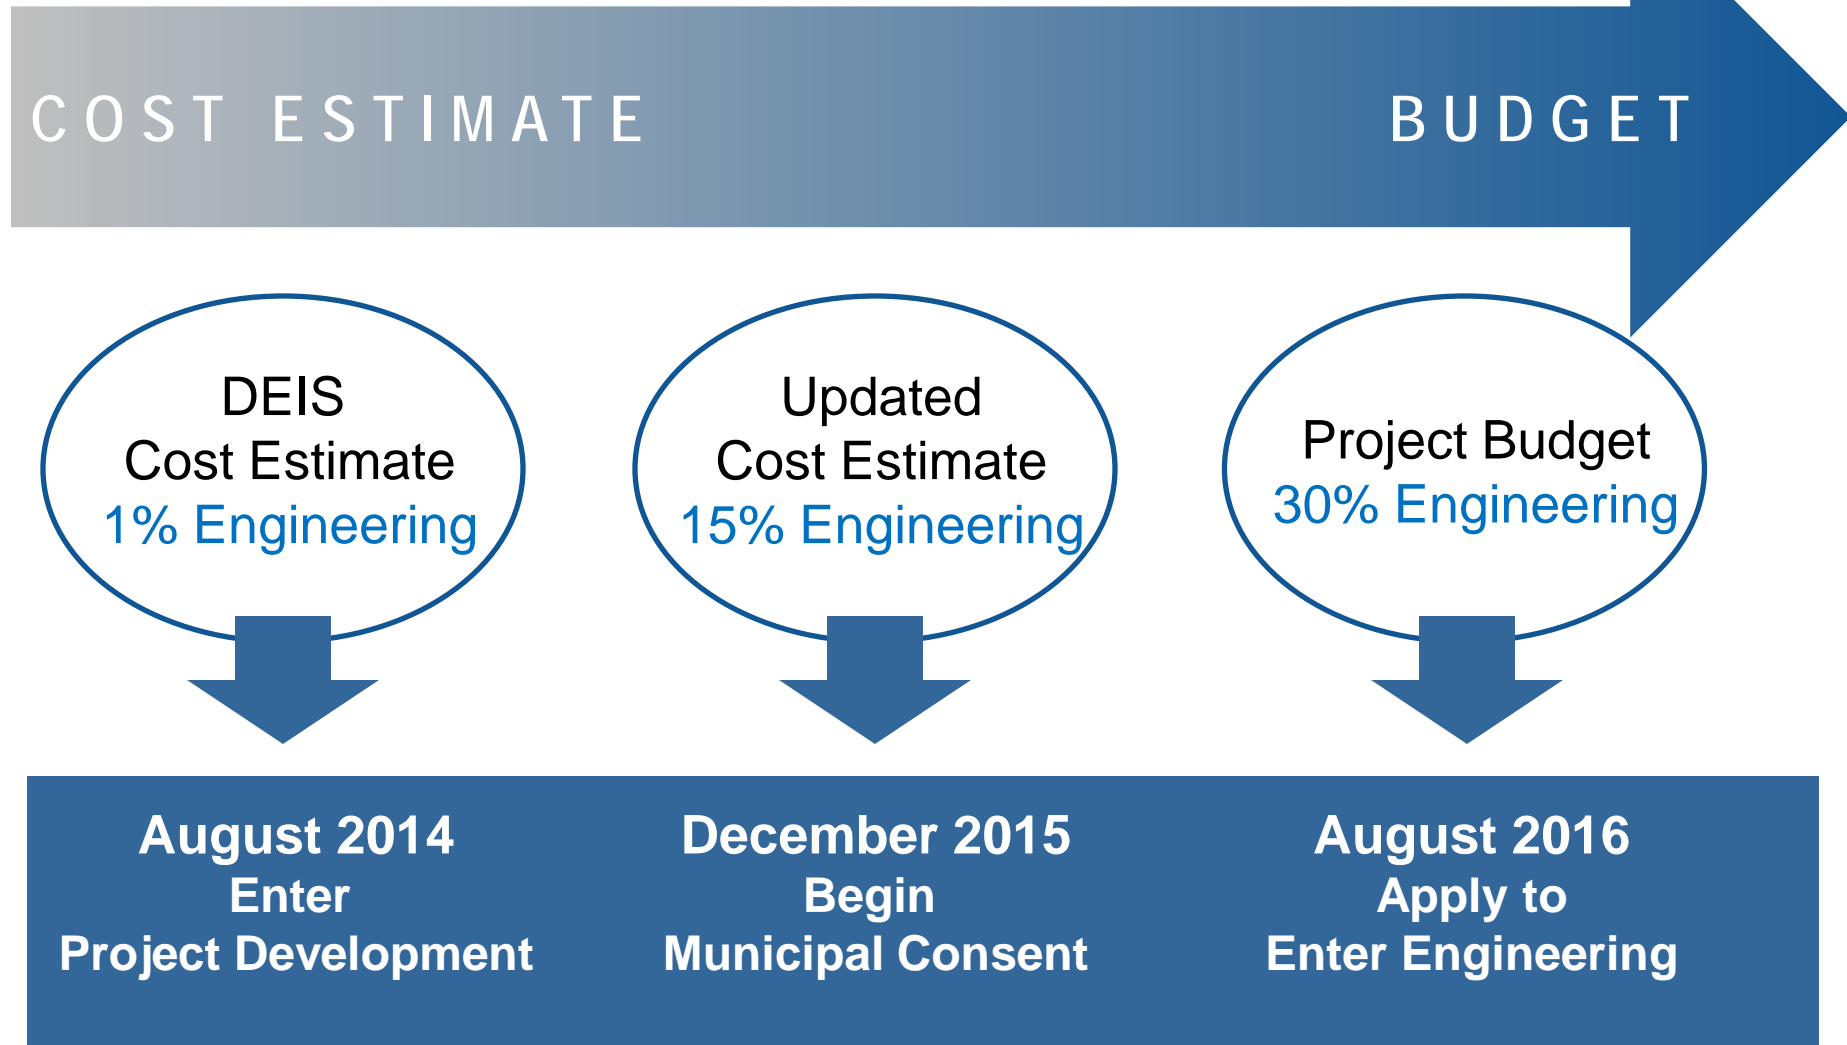 COST ESTIMATE BUDGET
DEIS
Cost Estimate
1% Engineering
Updated
Cost Estimate
15% Engineering
Project Budget
30% Engineering
August 2014
Enter
Project Development
December 2015
Begin
Municipal Consent
August 2016
Apply to
Enter Engineering